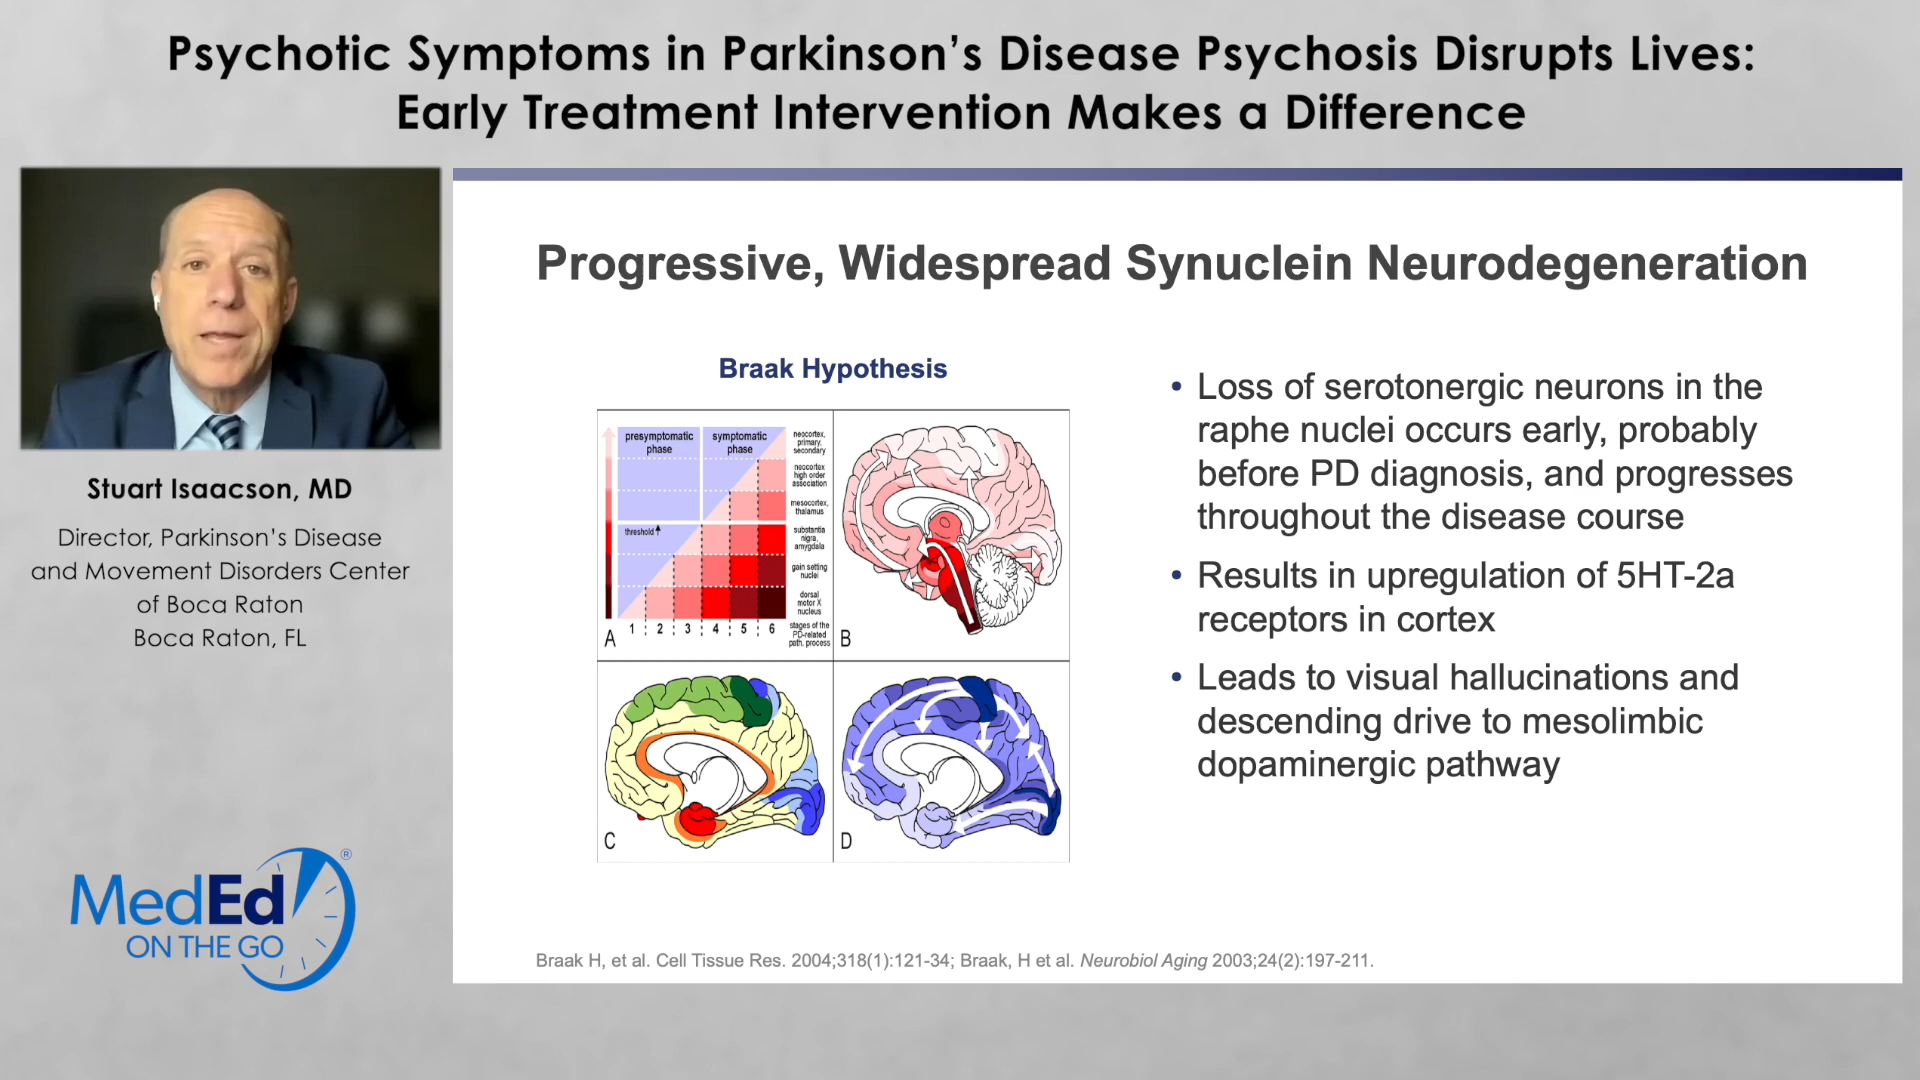 Psychotic Symptoms in Parkinson's Disease Psychosis Disrupts Lives:
Early Treatment Intervention Makes a Difference
Stuart Isaacson, MD
Director, Parkinson's Disease
and Movement Disorders Center
of Boca Raton
Boca Raton, FL
MedEd®
ON THE GO
Progressive, Widespread Synuclein Neurodegeneration
Braak Hypothesis
presymptomatic
phase
symptomatic
phase
neocortex,
primary,
secondary
neocortex
high order
association
mesocortex,
thalamus
threshold
substantia
nigra,
amygdala
gain setting
nuclei
dorsal
motor X
nucleus
1 2 3 4 5 6
stages of the
PD-related
path. process
A
B
C
D
• Loss of serotonergic neurons in the
raphe nuclei occurs early, probably
before PD diagnosis, and progresses
throughout the disease course
• Results in upregulation of 5HT-2a
receptors in cortex
• Leads to visual hallucinations and
descending drive to mesolimbic
dopaminergic pathway
Braak H, et al. Cell Tissue Res. 2004;318(1):121-34; Braak, H et al. Neurobiol Aging 2003;24(2):197-211.